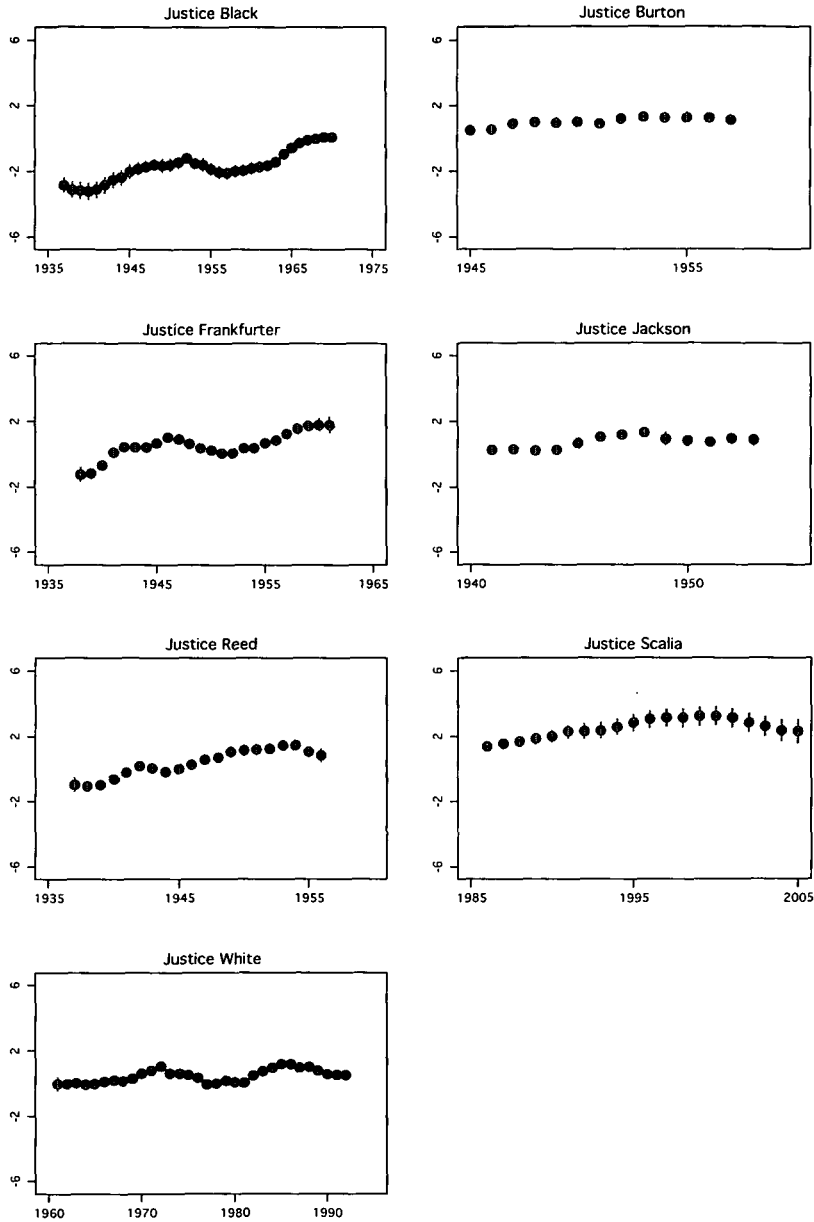 Justice Black
6
2
-2
-6
1935 1945 1955 1965 1975
Justice Burton
6
2
-2
-6
1945 1955
Justice Frankfurter
6
2
-2
-6
1935 1945 1955 1965
Justice Jackson
6
2
-2
-6
1940 1950
Justice Reed
6
2
-2
-6
1935 1945 1955
Justice Scalia
6
2
-2
-6
1985 1995 2005
Justice White
6
2
-2
-6
1960 1970 1980 1990